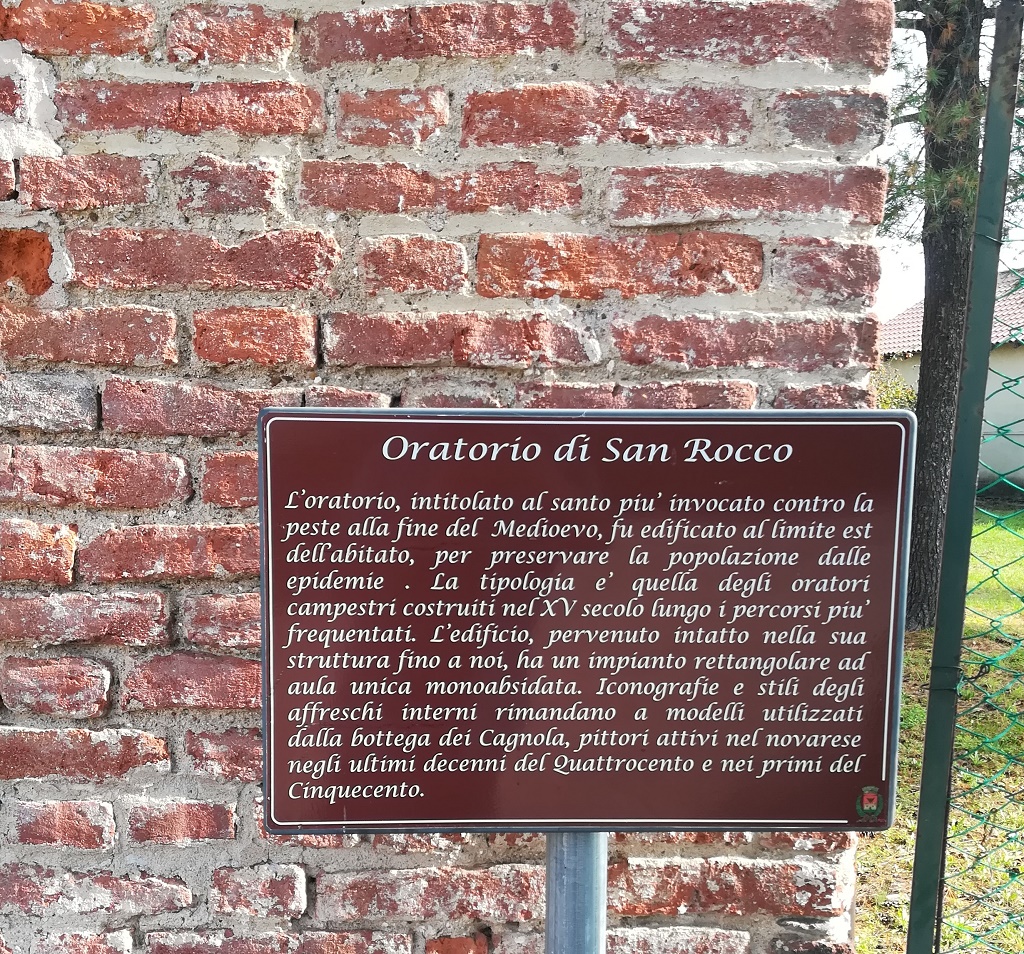 Oratorio di San Rocco
L'oratorio, intitolato al santo piu' invocato contro la
peste alla fine del Medioevo, fu edificato al limite est
dell'abitato, per preservare la popolazione dalle
epidemie . La tipologia e' quella degli oratori
campestri costruiti nel XV secolo lungo i percorsi piu'
frequentati. L'edificio, pervenuto intatto nella sua
struttura fino a noi, ha un impianto rettangolare ad
aula unica monoabsidata. Iconografie e stili degli
affreschi interni rimandano a modelli utilizzati
dalla bottega dei Cagnola, pittori attivi nel novarese
negli ultimi decenni del Quattrocento e nei primi del
Cinquecento.